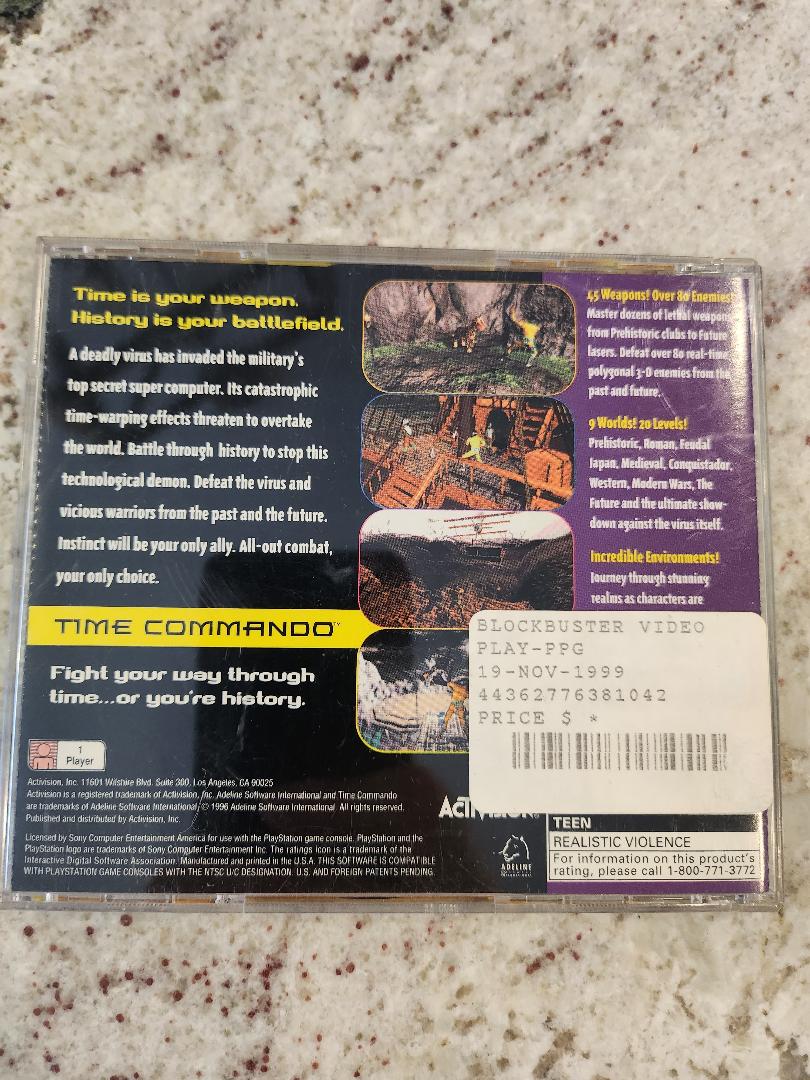 Time is your weapon.
History is your battlefield.
A deadly virus has invaded the military's
top secret super computer. Its catastrophic
time-warping effects threaten to overtake
the world. Battle through history to stop this
technological demon. Defeat the virus and
vicious warriors from the past and the future.
Instinct will be your only ally. All-out combat,
your only choice.
TIME COMMANDO™
Fight your way through
time...or you're history.
1
Player
45 Weapons! Over 80 Enemies!
Master dozens of lethal weapons
from Prehistoric clubs to Future
lasers. Defeat over 80 real-time
polygonal 3-D enemies from the
past and future.
9 Worlds! 20 Levels!
Prehistoric, Roman, Feudal
Japan, Medieval, Conquistador,
Western, Modern Wars, The
Future and the ultimate show-
down against the virus itself.
Incredible Environments!
Journey through stunning
realms as characters are
BLOCKBUSTER VIDEO
PLAY-PPG
19-NOV-1999
44362776381042
PRICE $ *
Activision, Inc. 11601 Wilshire Blvd. Suite 300, Los Angeles, CA 90025
Activision is a registered trademark of Activision, Inc. Adeline Software International and Time Commando
are trademarks of Adeline Software International. © 1996 Adeline Software International. All rights reserved.
Published and distributed by Activision, Inc.
Licensed by Sony Computer Entertainment America for use with the PlayStation game console. PlayStation and the
PlayStation logo are trademarks of Sony Computer Entertainment Inc. The ratings icon is a trademark of the
Interactive Digital Software Association. Manufactured and printed in the U.S.A. THIS SOFTWARE IS COMPATIBLE
WITH PLAYSTATION GAME CONSOLES WITH THE NTSC U/C DESIGNATION. U.S. AND FOREIGN PATENTS PENDING.
ACTIVISION®
ADELINE
TEEN
REALISTIC VIOLENCE
For information on this product's
rating, please call 1-800-771-3772